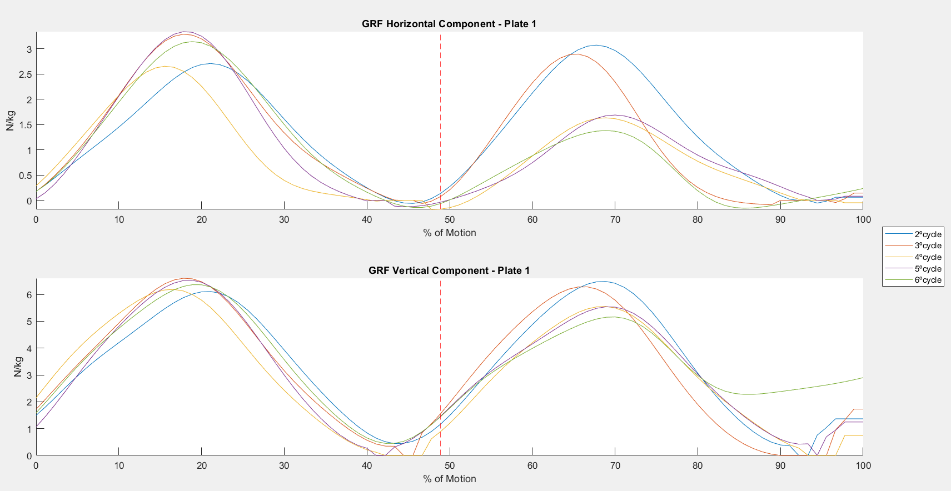 GRF Horizontal Component - Plate 1
3
2.5
2
1.5
1
0.5
0
N/kg
0 10 20 30 40 50 60 70 80 90 100
% of Motion
2ºcycle
3ºcycle
4ºcycle
5ºcycle
6ºcycle
GRF Vertical Component - Plate 1
6
5
4
3
2
1
0
N/kg
0 10 20 30 40 50 60 70 80 90 100
% of Motion